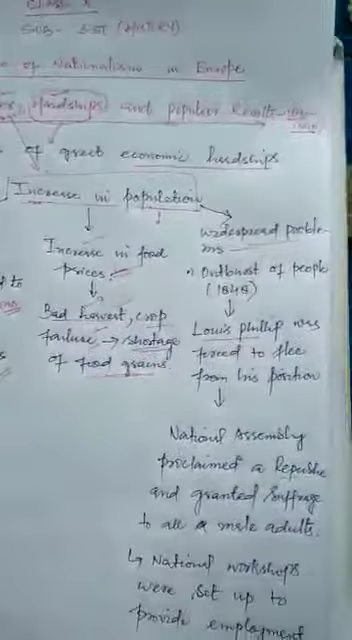 CLASS - X
SUB - SST (HISTORY)
of Nationalism in Europe
Hardships and popular Revolt
of great economic hardships
Increase in population
Increase in food prices
widespread problems
• Outburst of people (1848)
Bad harvest, crop failure → shortage of food grains.
Louis phillip was forced to flee from his position
National Assembly
proclaimed a Republic
and granted suffrage
to all male adults.
↳ National workshops
were set up to
provide employment